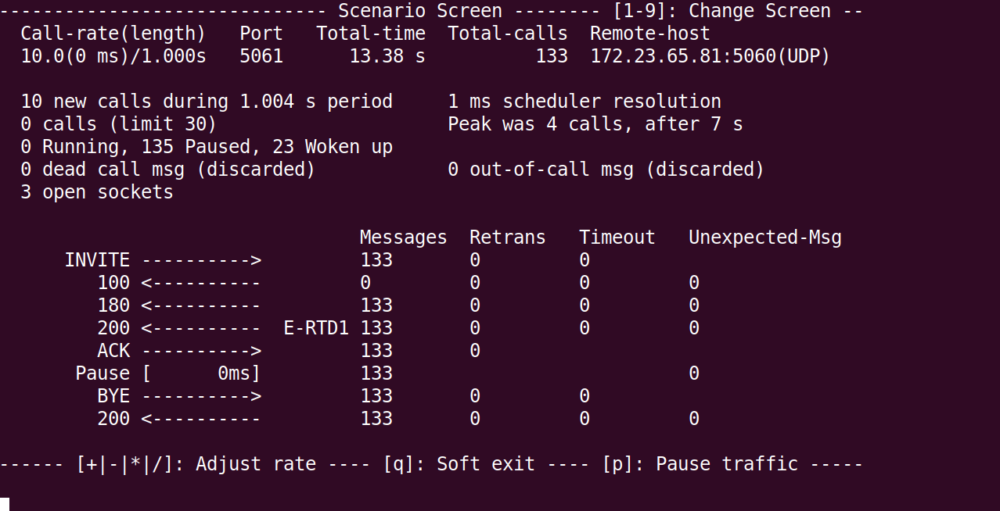 ------------------------------ Scenario Screen -------- [1-9]: Change Screen --
  Call-rate(length)   Port   Total-time  Total-calls  Remote-host
  10.0(0 ms)/1.000s   5061      13.38 s          133  172.23.65.81:5060(UDP)

  10 new calls during 1.004 s period     1 ms scheduler resolution
  0 calls (limit 30)                     Peak was 4 calls, after 7 s
  0 Running, 135 Paused, 23 Woken up
  0 dead call msg (discarded)            0 out-of-call msg (discarded)
  3 open sockets

                                 Messages  Retrans   Timeout   Unexpected-Msg
      INVITE ---------->         133       0         0
         100 <----------         0         0         0         0
         180 <----------         133       0         0         0
         200 <----------  E-RTD1 133       0         0         0
         ACK ---------->         133       0
       Pause [      0ms]         133                           0
         BYE ---------->         133       0         0
         200 <----------         133       0         0         0

------ [+|-|*|/]: Adjust rate ---- [q]: Soft exit ---- [p]: Pause traffic -----